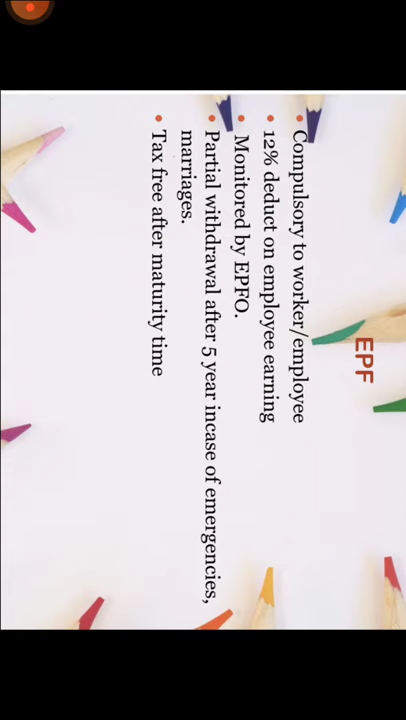 EPF
• Compulsory to worker/employee
• 12% deduct on employee earning
• Monitored by EPFO.
• Partial withdrawal after 5 year incase of emergencies,
marriages.
• Tax free after maturity time